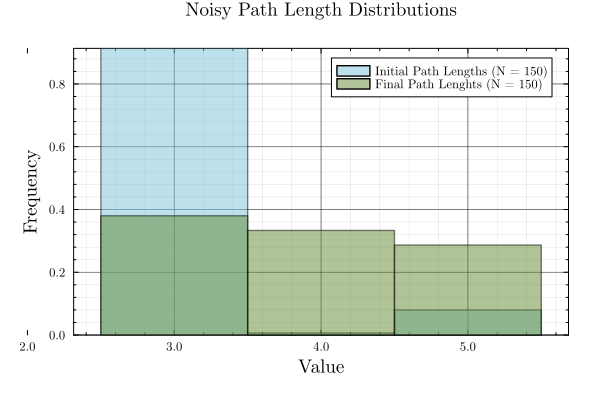 Noisy Path Length Distributions
Initial Path Lengths (N = 150)
Final Path Lenghts (N = 150)
0.8
0.6
0.4
0.2
0.0
Frequency
2.0 3.0 4.0 5.0
Value